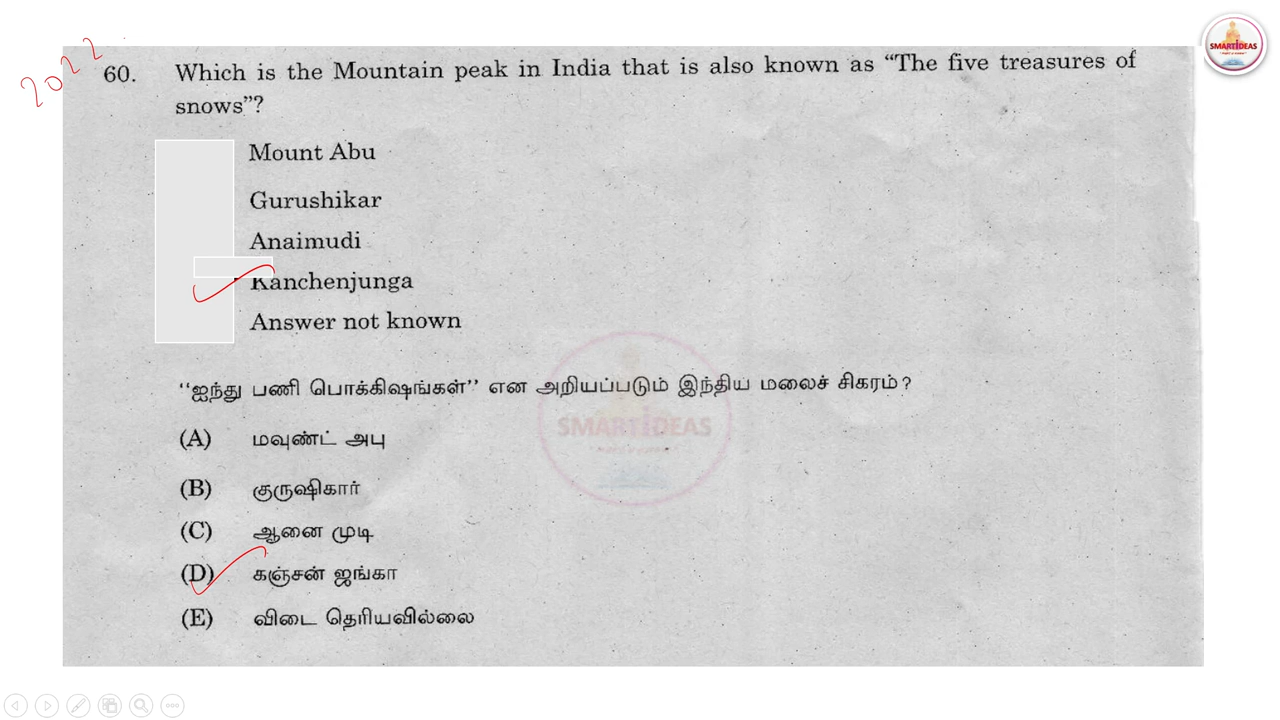 SMARTIDEAS
2022
60. Which is the Mountain peak in India that is also known as “The five treasures of
snows”?
Mount Abu
Gurushikar
Anaimudi
Kanchenjunga
Answer not known
“ஐந்து பணி பொக்கிஷங்கள்” என அறியப்படும் இந்திய மலைச் சிகரம்?
SMARTIDEAS
(A) மவுண்ட் அபு
(B) குருஷிகார்
(C) ஆனை முடி
(D) கஞ்சன் ஜங்கா
(E) விடை தெரியவில்லை